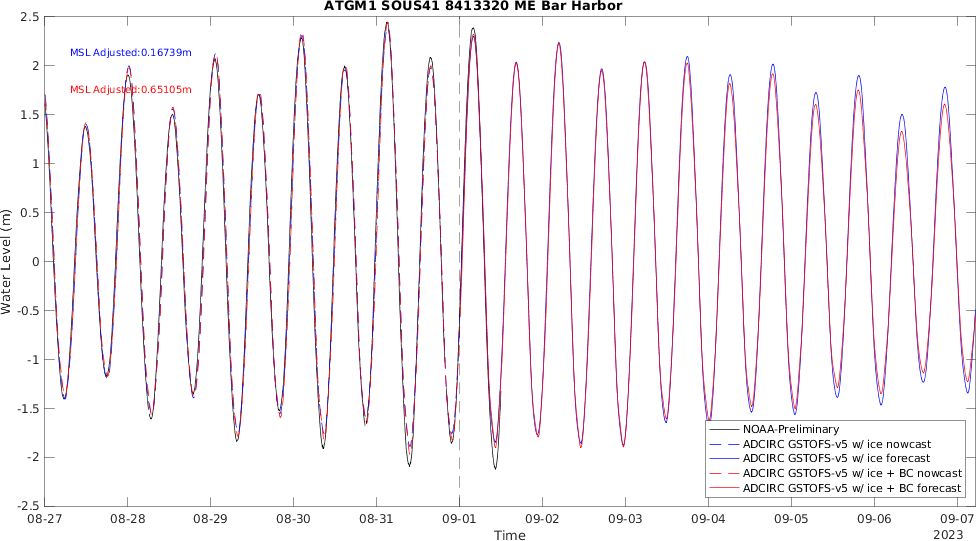 ATGM1 SOUS41 8413320 ME Bar Harbor
2.5
2
1.5
1
0.5
0
-0.5
-1
-1.5
-2
-2.5
Water Level (m)
MSL Adjusted:0.16739m
MSL Adjusted:0.65105m
NOAA-Preliminary
ADCIRC GSTOFS-v5 w/ ice nowcast
ADCIRC GSTOFS-v5 w/ ice forecast
ADCIRC GSTOFS-v5 w/ ice + BC nowcast
ADCIRC GSTOFS-v5 w/ ice + BC forecast
08-27 08-28 08-29 08-30 08-31 09-01 09-02 09-03 09-04 09-05 09-06 09-07
Time
2023